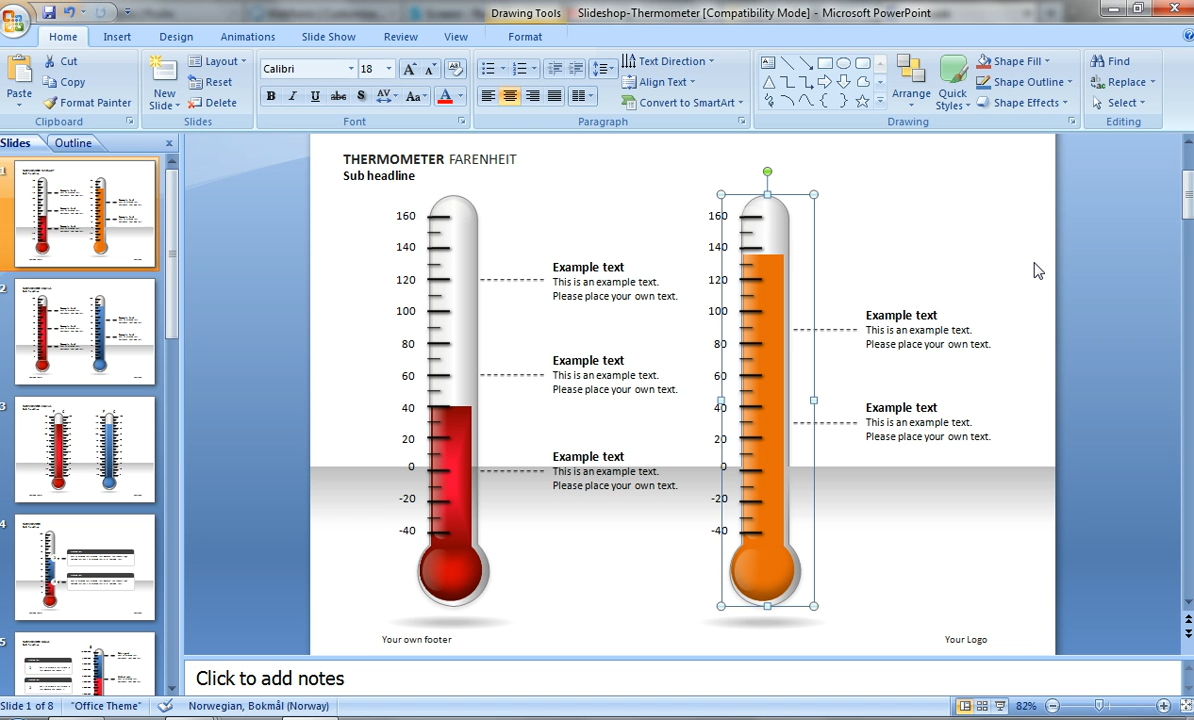 Drawing Tools
Slideshop-Thermometer [Compatibility Mode] - Microsoft PowerPoint
Home Insert Design Animations Slide Show Review View Format
Paste
Cut
Copy
Format Painter
Clipboard
New Slide
Layout
Reset
Delete
Slides
Calibri 18
B I U abc S AV Aa A
Font
Text Direction
Align Text
Convert to SmartArt
Paragraph
Arrange
Quick Styles
Shape Fill
Shape Outline
Shape Effects
Drawing
Find
Replace
Select
Editing
Slides Outline
1
2
3
4
5
THERMOMETER FARENHEIT
Sub headline
160
140
120
100
80
60
40
20
0
-20
-40
Example text
This is an example text.
Please place your own text.
Example text
This is an example text.
Please place your own text.
Example text
This is an example text.
Please place your own text.
160
140
120
100
80
60
40
20
0
-20
-40
Example text
This is an example text.
Please place your own text.
Example text
This is an example text.
Please place your own text.
Your own footer
Your Logo
Click to add notes
Slide 1 of 8
"Office Theme"
Norwegian, Bokmål (Norway)
82%